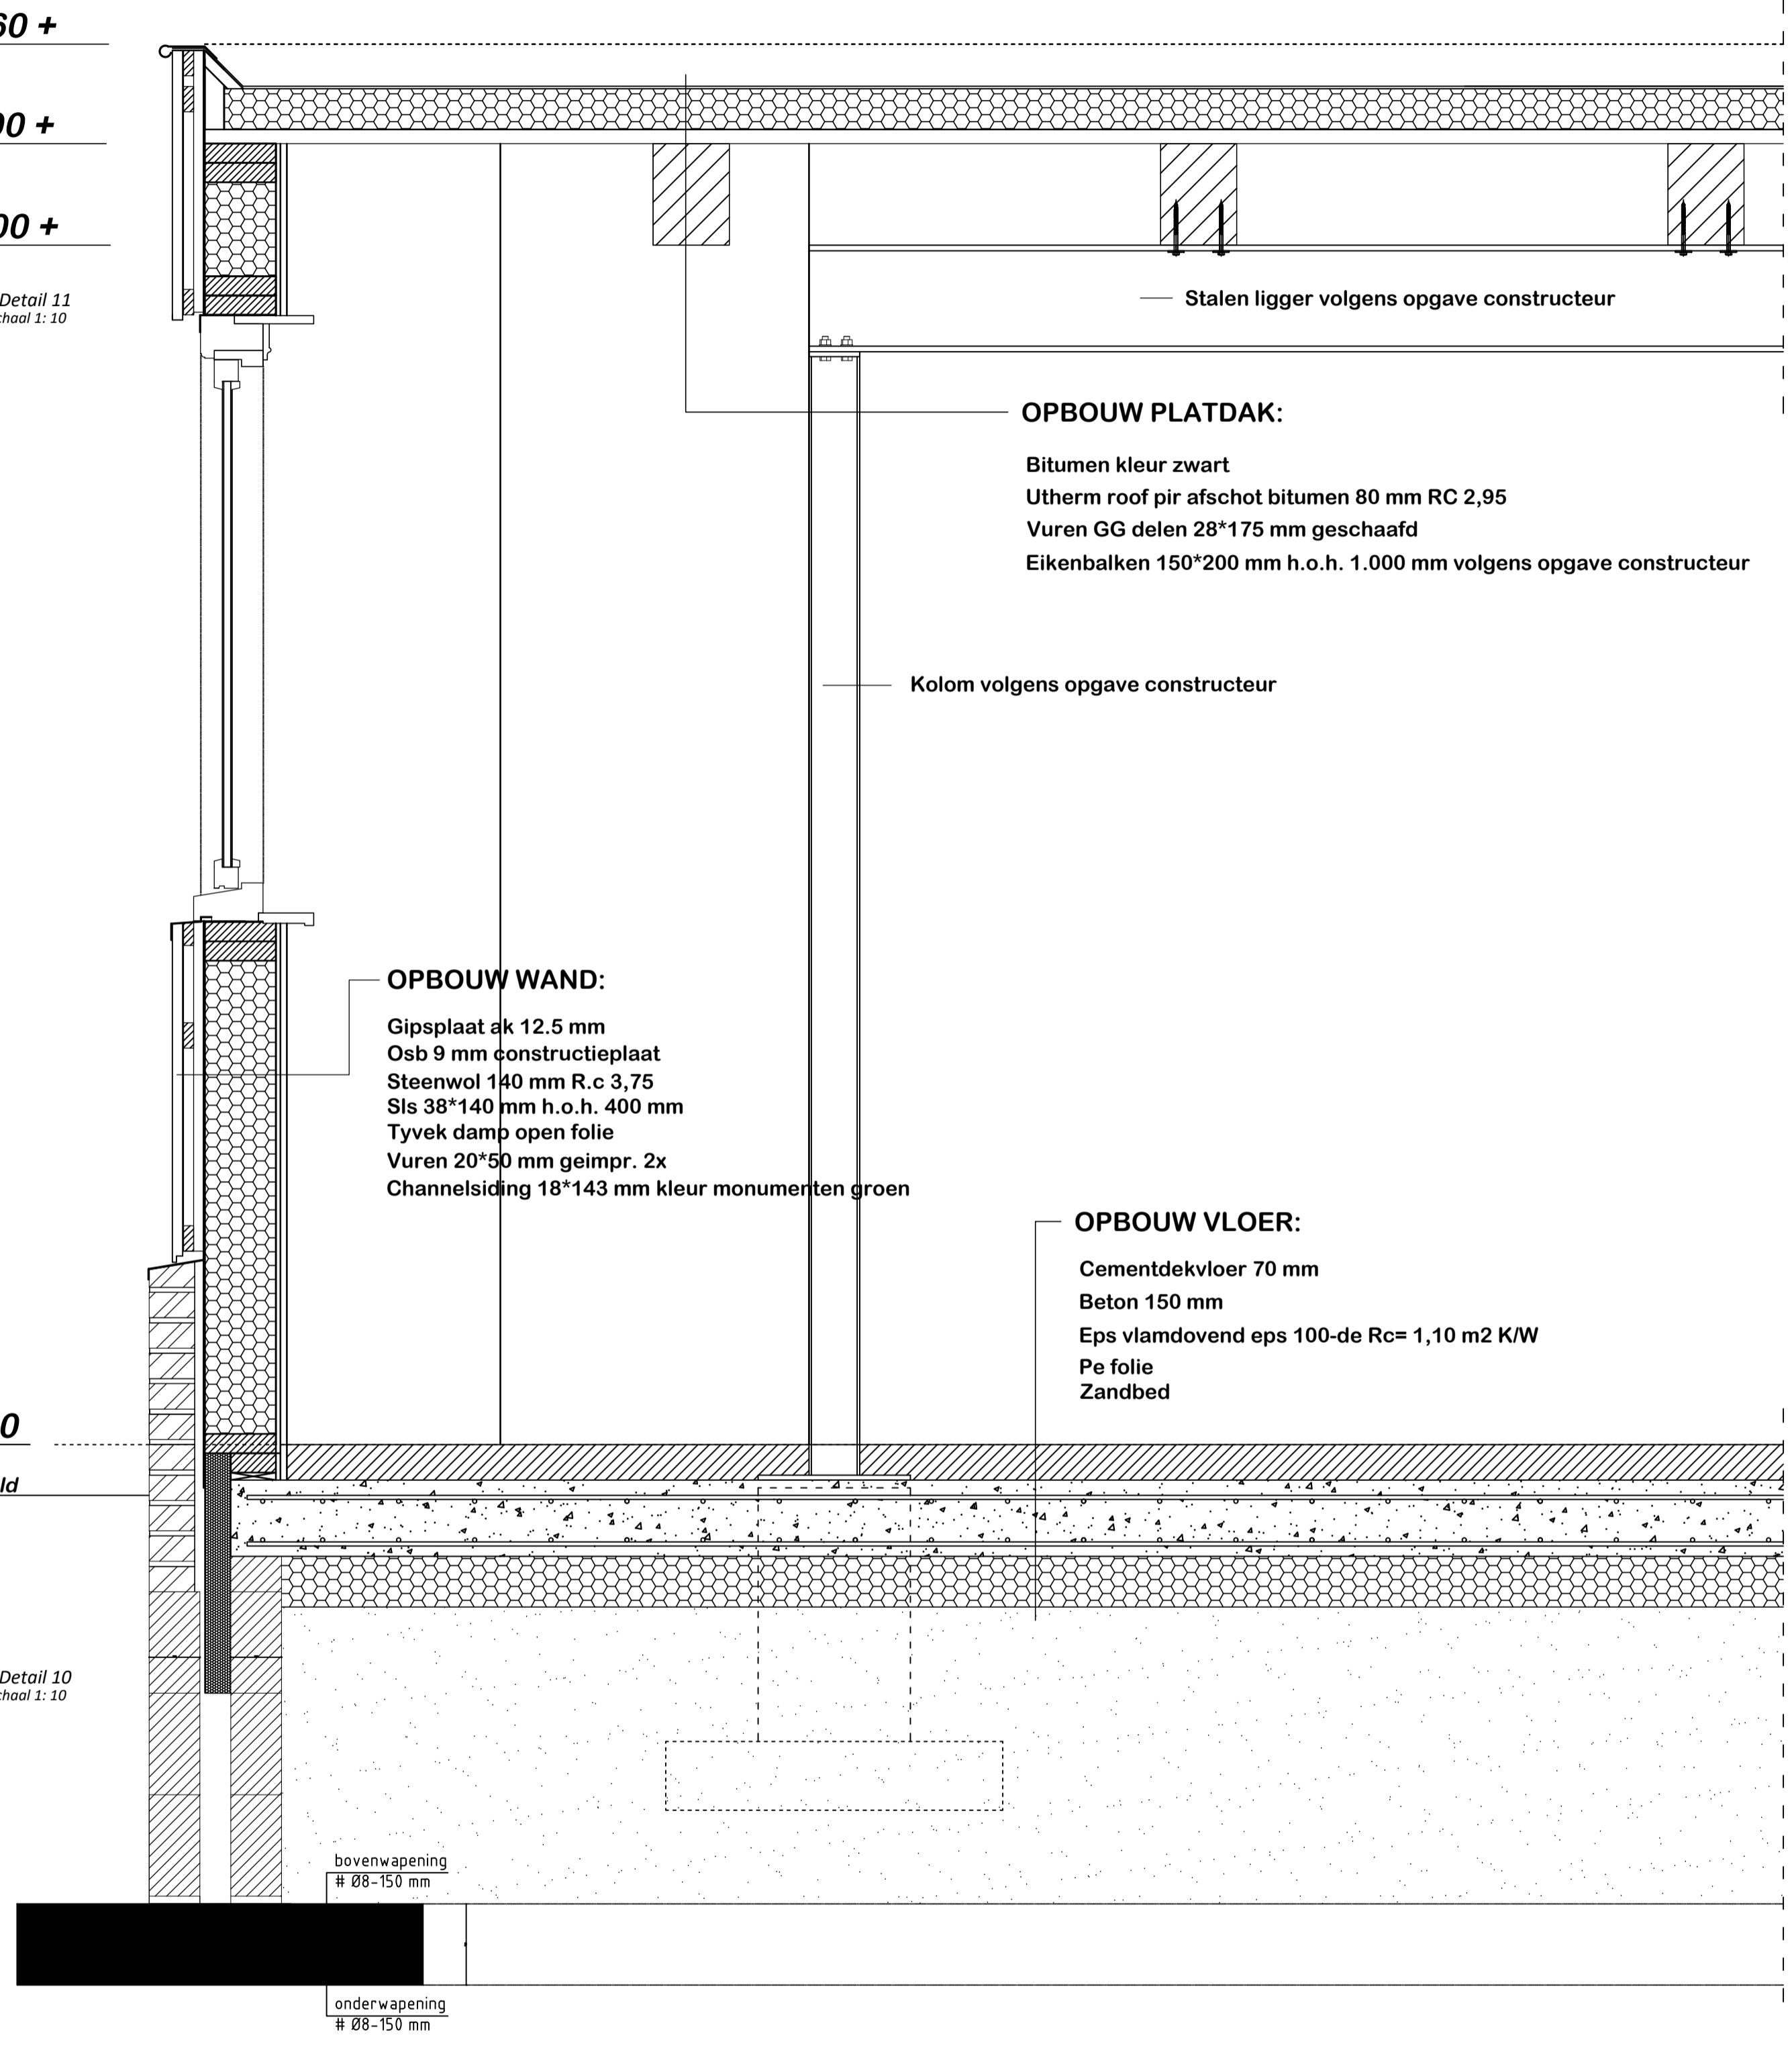 60 +
00 +
00 +
Detail 11
chaal 1: 10
Stalen ligger volgens opgave constructeur
OPBOUW PLATDAK:
Bitumen kleur zwart
Utherm roof pir afschot bitumen 80 mm RC 2,95
Vuren GG delen 28*175 mm geschaafd
Eikenbalken 150*200 mm h.o.h. 1.000 mm volgens opgave constructeur
Kolom volgens opgave constructeur
OPBOUW WAND:
Gipsplaat ak 12.5 mm
Osb 9 mm constructieplaat
Steenwol 140 mm R.c 3,75
Sls 38*140 mm h.o.h. 400 mm
Tyvek damp open folie
Vuren 20*50 mm geimpr. 2x
Channelsiding 18*143 mm kleur monumenten groen
OPBOUW VLOER:
Cementdekvloer 70 mm
Beton 150 mm
Eps vlamdovend eps 100-de Rc= 1,10 m2 K/W
Pe folie
Zandbed
0
ld
Detail 10
chaal 1: 10
bovenwapening
# Ø8-150 mm
onderwapening
# Ø8-150 mm